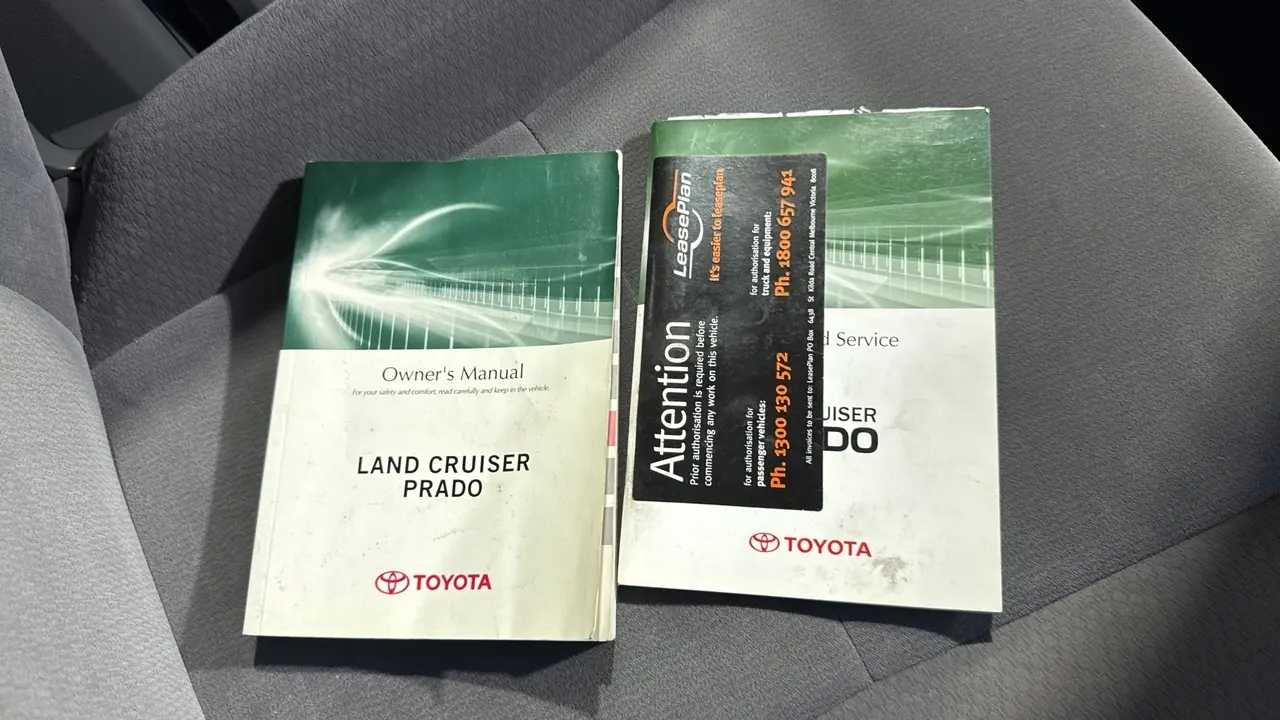 Owner's Manual
For your safety and comfort, read carefully and keep in the vehicle.
LAND CRUISER
PRADO
TOYOTA
d Service
UISER
DO
TOYOTA
Attention
Prior authorisation is required before
commencing any work on this vehicle.
for authorisation for
passenger vehicles:
Ph. 1300 130 572
LeasePlan
It's easier to leaseplan
for authorisation for
truck and equipment:
Ph. 1800 657 941
All invoices to be sent to: LeasePlan PO Box 6438 St Kilda Road Central Melbourne Victoria 8008